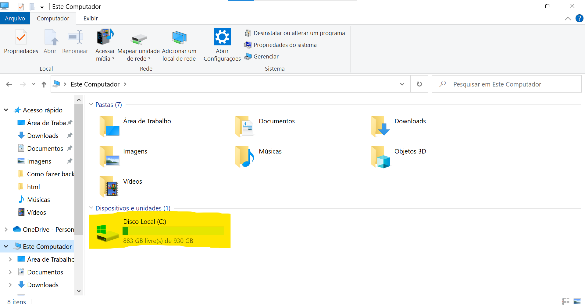 Este Computador
Arquivo Computador Exibir
Propriedades Abrir Renomear Acessar mídia Mapear unidade de rede Adicionar um local de rede Abrir Configurações
Desinstalar ou alterar um programa
Propriedades do sistema
Gerenciar
Local Rede Sistema
Este Computador
Pesquisar em Este Computador
Acesso rápido
Área de Traba
Downloads
Documentos
Imagens
Como fazer back
html
Músicas
Vídeos
OneDrive - Person
Este Computador
Área de Trabalho
Documentos
Downloads
Pastas (7)
Área de Trabalho
Documentos
Downloads
Imagens
Músicas
Objetos 3D
Vídeos
Dispositivos e unidades (1)
Disco Local (C:)
883 GB livre(s) de 930 GB
8 itens